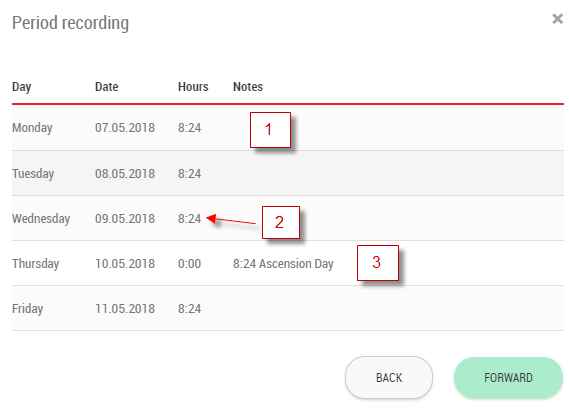 Period recording
Day Date Hours Notes
Monday 07.05.2018 8:24 1
Tuesday 08.05.2018 8:24
Wednesday 09.05.2018 8:24 2
Thursday 10.05.2018 0:00 8:24 Ascension Day 3
Friday 11.05.2018 8:24
BACK FORWARD